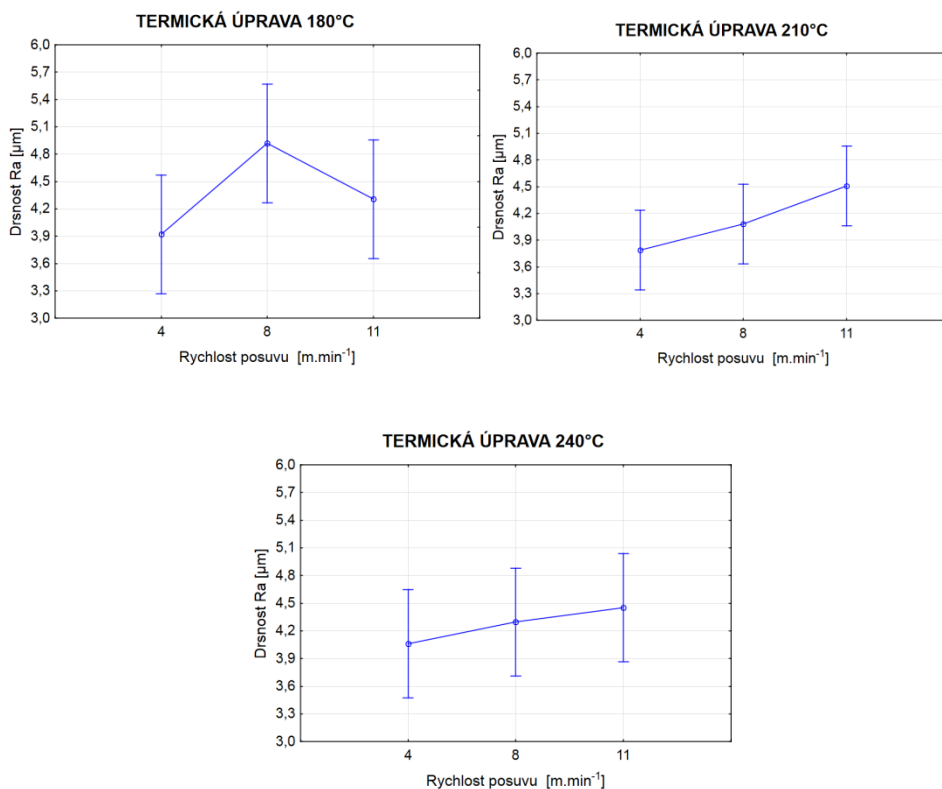 TERMICKÁ ÚPRAVA 180°C
Drsnost Ra [µm]
6,0
5,7
5,4
5,1
4,8
4,5
4,2
3,9
3,6
3,3
3,0
4 8 11
Rychlost posuvu [m.min⁻¹]
TERMICKÁ ÚPRAVA 210°C
Drsnost Ra [µm]
6,0
5,7
5,4
5,1
4,8
4,5
4,2
3,9
3,6
3,3
3,0
4 8 11
Rychlost posuvu [m.min⁻¹]
TERMICKÁ ÚPRAVA 240°C
Drsnost Ra [µm]
6,0
5,7
5,4
5,1
4,8
4,5
4,2
3,9
3,6
3,3
3,0
4 8 11
Rychlost posuvu [m.min⁻¹]